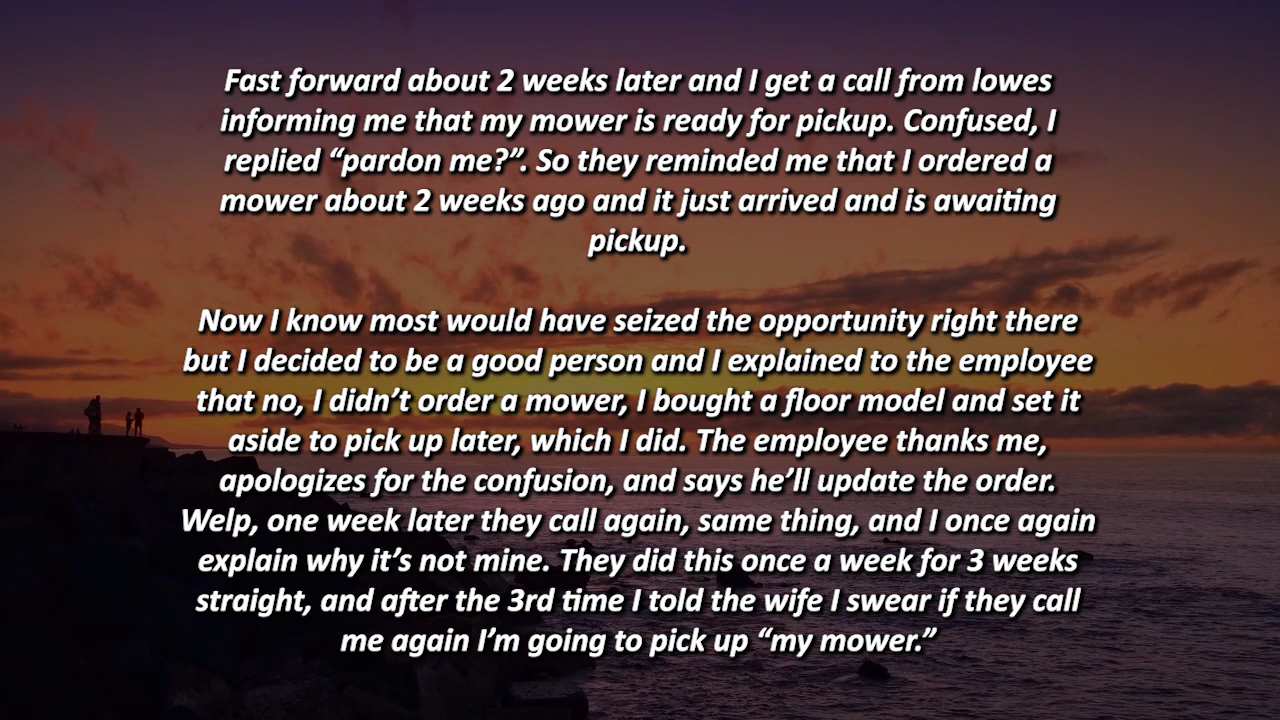 Fast forward about 2 weeks later and I get a call from lowes
informing me that my mower is ready for pickup. Confused, I
replied “pardon me?”. So they reminded me that I ordered a
mower about 2 weeks ago and it just arrived and is awaiting
pickup.
Now I know most would have seized the opportunity right there
but I decided to be a good person and I explained to the employee
that no, I didn’t order a mower, I bought a floor model and set it
aside to pick up later, which I did. The employee thanks me,
apologizes for the confusion, and says he’ll update the order.
Welp, one week later they call again, same thing, and I once again
explain why it’s not mine. They did this once a week for 3 weeks
straight, and after the 3rd time I told the wife I swear if they call
me again I’m going to pick up “my mower.”